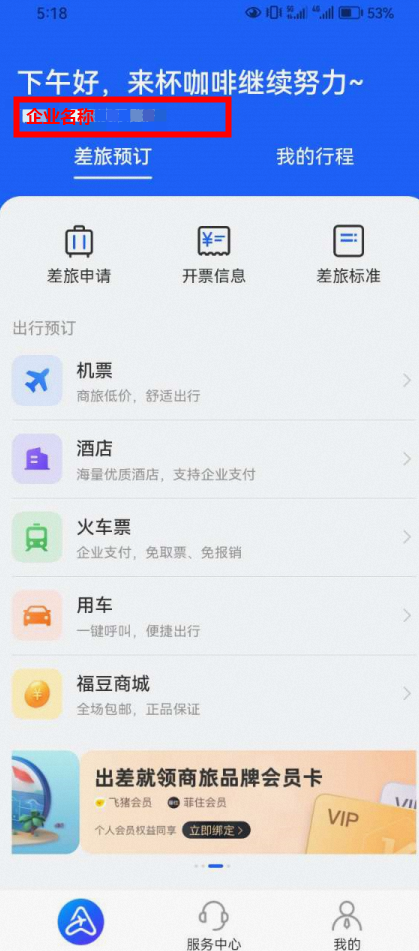 5:18
53%
下午好，来杯咖啡继续努力~
企业名称
差旅预订 我的行程
差旅申请 开票信息 差旅标准
出行预订
机票
商旅低价，舒适出行
酒店
海量优质酒店，支持企业支付
火车票
企业支付，免取票、免报销
用车
一键呼叫，便捷出行
福豆商城
全场包邮，正品保证
出差就领商旅品牌会员卡
飞猪会员 菲住会员
个人会员权益同享 立即绑定>
VIP
VI
服务中心 我的